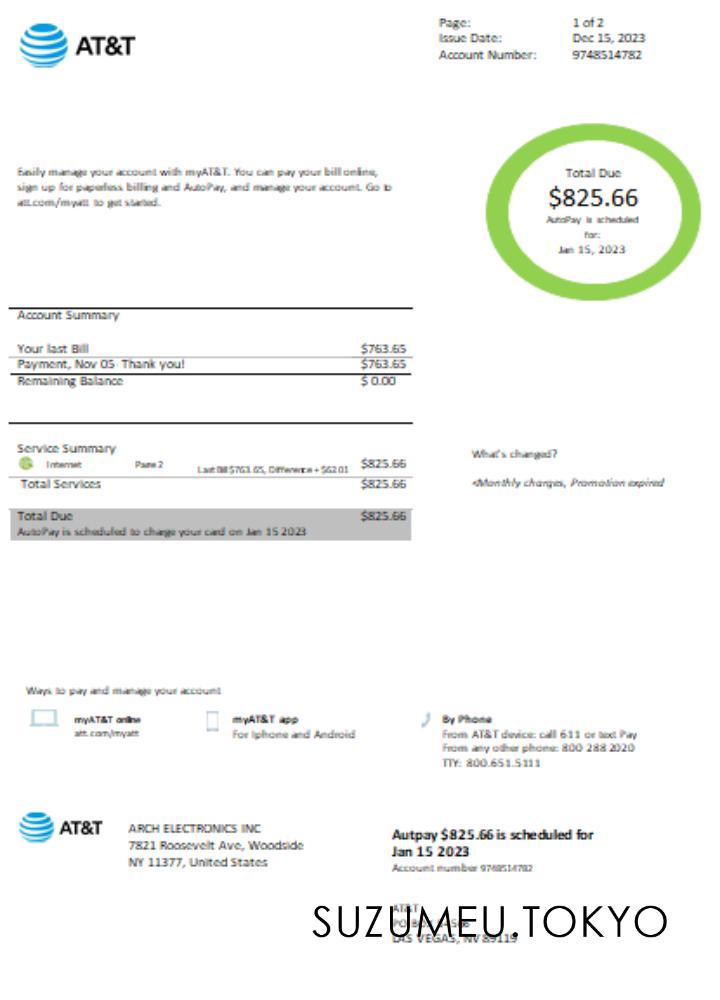 AT&T
Page: 1 of 2
Issue Date: Dec 15, 2023
Account Number: 9748514782
Easily manage your account with myAT&T. You can pay your bill online,
sign up for paperless billing and AutoPay, and manage your account. Go to
att.com/myatt to get started.
Total Due
$825.66
AutoPay is scheduled
for:
Jan 15, 2023
Account Summary
Your last Bill $763.65
Payment, Nov 05- Thank you! $763.65
Remaining Balance $ 0.00
Service Summary
Internet Page 2 Last Bill $763.65, Difference + $62.01 $825.66
Total Services $825.66
What's changed?
•Monthly charges, Promotion expired
Total Due $825.66
AutoPay is scheduled to charge your card on Jan 15 2023
Ways to pay and manage your account
myAT&T online
att.com/myatt
myAT&T app
For Iphone and Android
By Phone
From AT&T device: call 611 or text Pay
From any other phone: 800 288 2020
TTY: 800.651.5111
AT&T
ARCH ELECTRONICS INC
7821 Roosevelt Ave, Woodside
NY 11377, United States
Autpay $825.66 is scheduled for
Jan 15 2023
Account number 9748514782
AT&T
PO BOX
LAS VEGAS, NV 89119
SUZUMEU.TOKYO